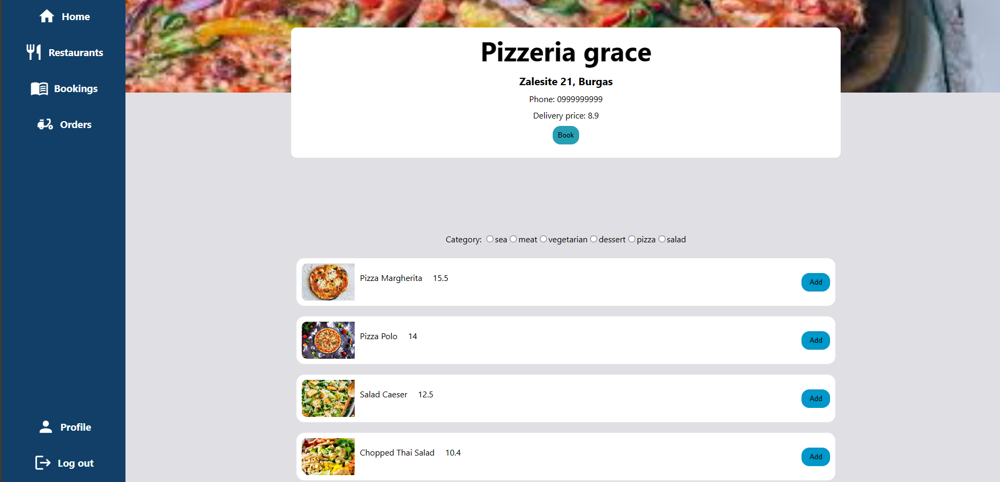 Home
Restaurants
Bookings
Orders
Profile
Log out
Pizzeria grace
Zalesite 21, Burgas
Phone: 0999999999
Delivery price: 8.9
Book
Category: sea meat vegetarian dessert pizza salad
Pizza Margherita 15.5 Add
Pizza Polo 14 Add
Salad Caeser 12.5 Add
Chopped Thai Salad 10.4 Add